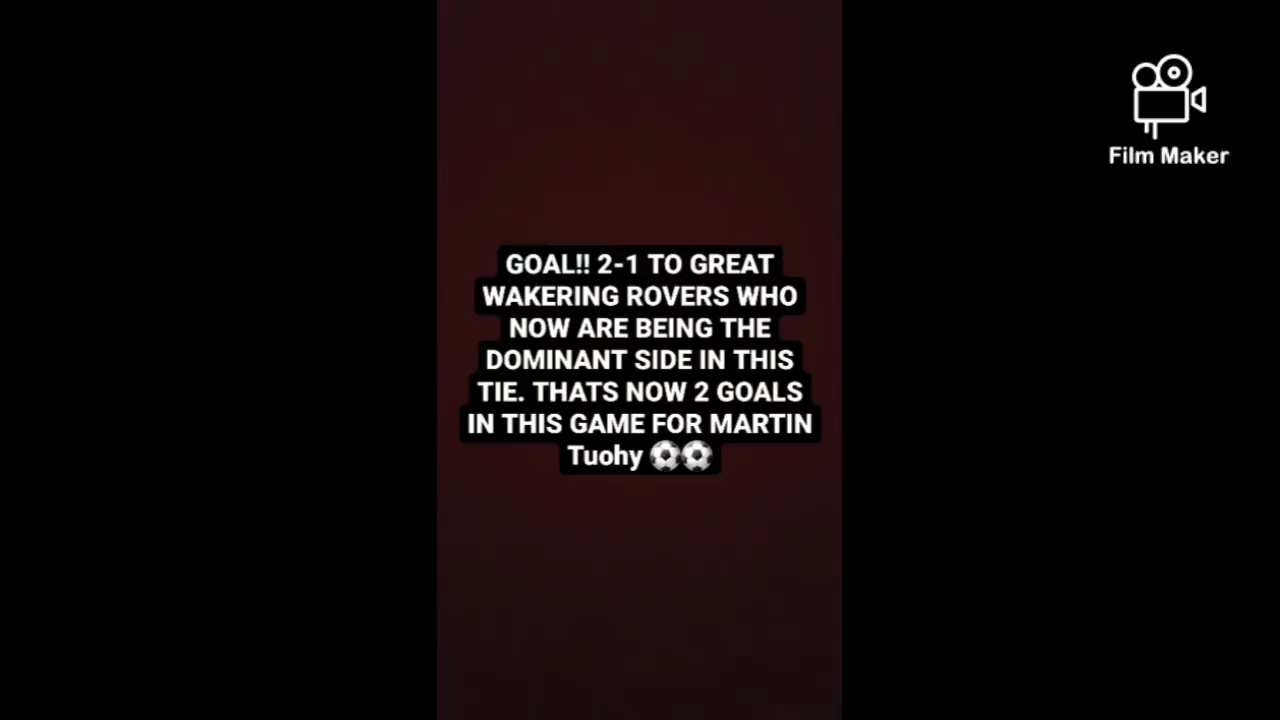 Film Maker
GOAL!! 2-1 TO GREAT
WAKERING ROVERS WHO
NOW ARE BEING THE
DOMINANT SIDE IN THIS
TIE. THATS NOW 2 GOALS
IN THIS GAME FOR MARTIN
Tuohy ⚽⚽